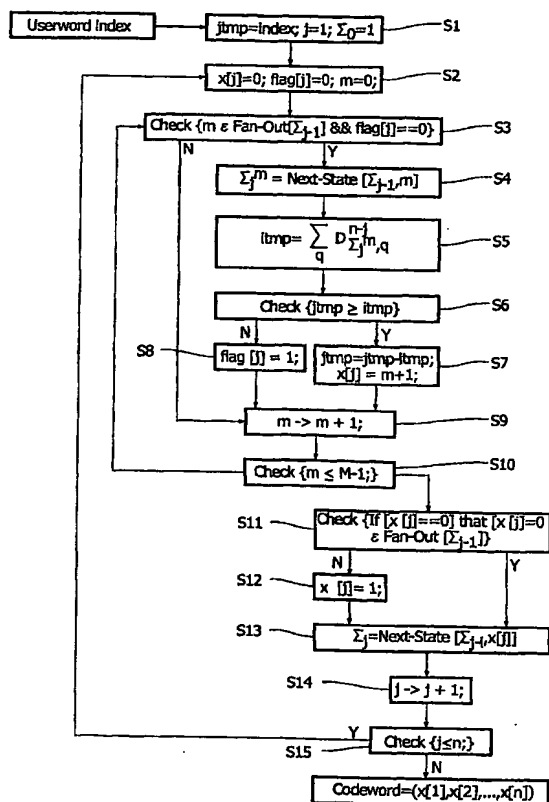 Userword Index
jtmp=index; j=1; Σ0=1
S1
x[j]=0; flag[j]=0; m=0;
S2
Check {m ε Fan-Out[Σj-1] && flag[j]==0}
S3
N
Y
Σj^m = Next-State [Σj-1,m]
S4
itmp= Σq D^n-j Σj^m,q
S5
Check {jtmp ≥ itmp}
S6
N
Y
S8
flag [j] = 1;
jtmp=jtmp-itmp;
x[j] = m+1;
S7
m -> m + 1;
S9
Check {m ≤ M-1;}
S10
S11
Check {If [x [j]==0] that [x [j]=0
ε Fan-Out [Σj-1]}
N
Y
S12
x [j]= 1;
S13
Σj=Next-State [Σj-1,x[j]]
S14
j -> j + 1;
Y
S15
Check {j≤n;}
N
Codeword=(x[1],x[2],...,x[n])